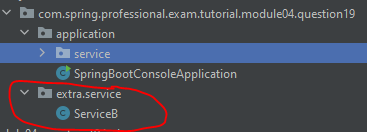 com.spring.professional.exam.tutorial.module04.question19
application
service
SpringBootConsoleApplication
extra.service
ServiceB